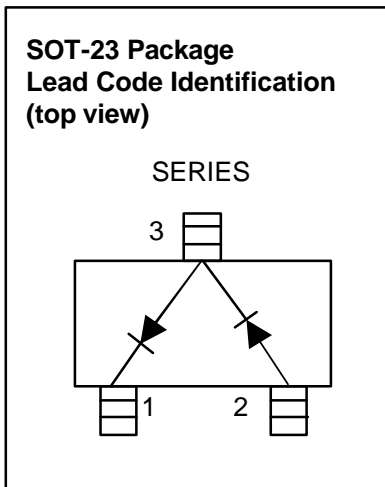 SOT-23 Package
Lead Code Identification
(top view)
SERIES
3
1 2